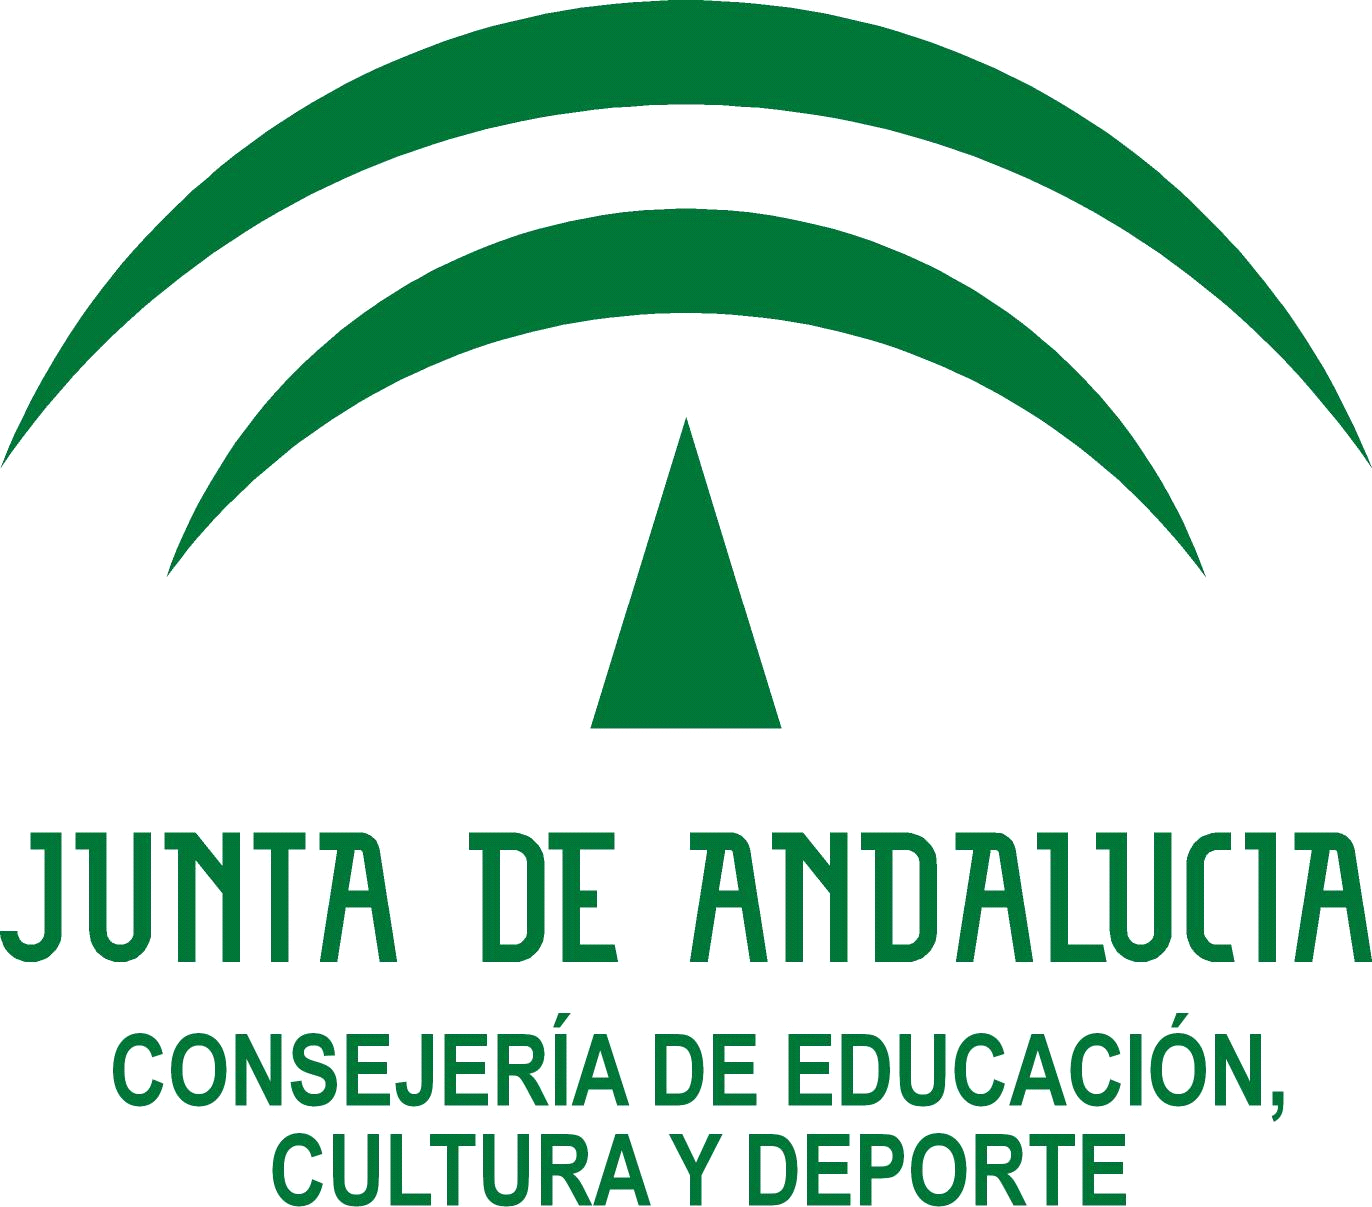 JUNTA DE ANDALUCIA
CONSEJERÍA DE EDUCACIÓN,
CULTURA Y DEPORTE